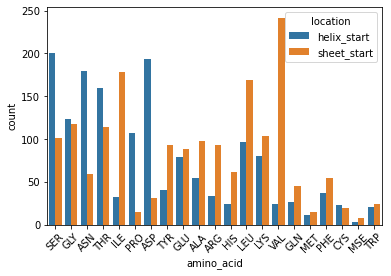 location
helix_start
sheet_start
count
250
200
150
100
50
0
SER GLY ASN THR ILE PRO ASP TYR GLU ALA ARG HIS LEU LYS VAL GLN MET PHE CYS MSE TRP
amino_acid